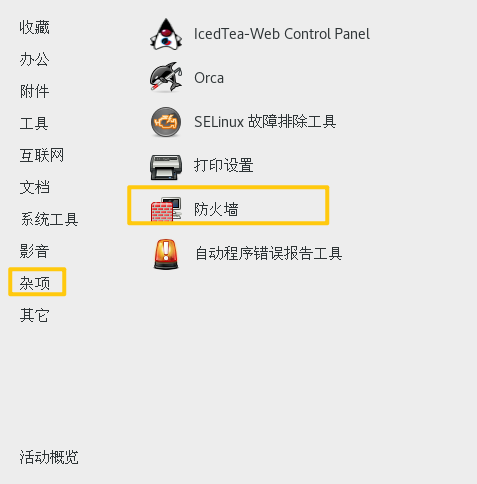 收藏
办公
附件
工具
互联网
文档
系统工具
影音
杂项
其它
活动概览
IcedTea-Web Control Panel
Orca
SELinux 故障排除工具
打印设置
防火墙
自动程序错误报告工具